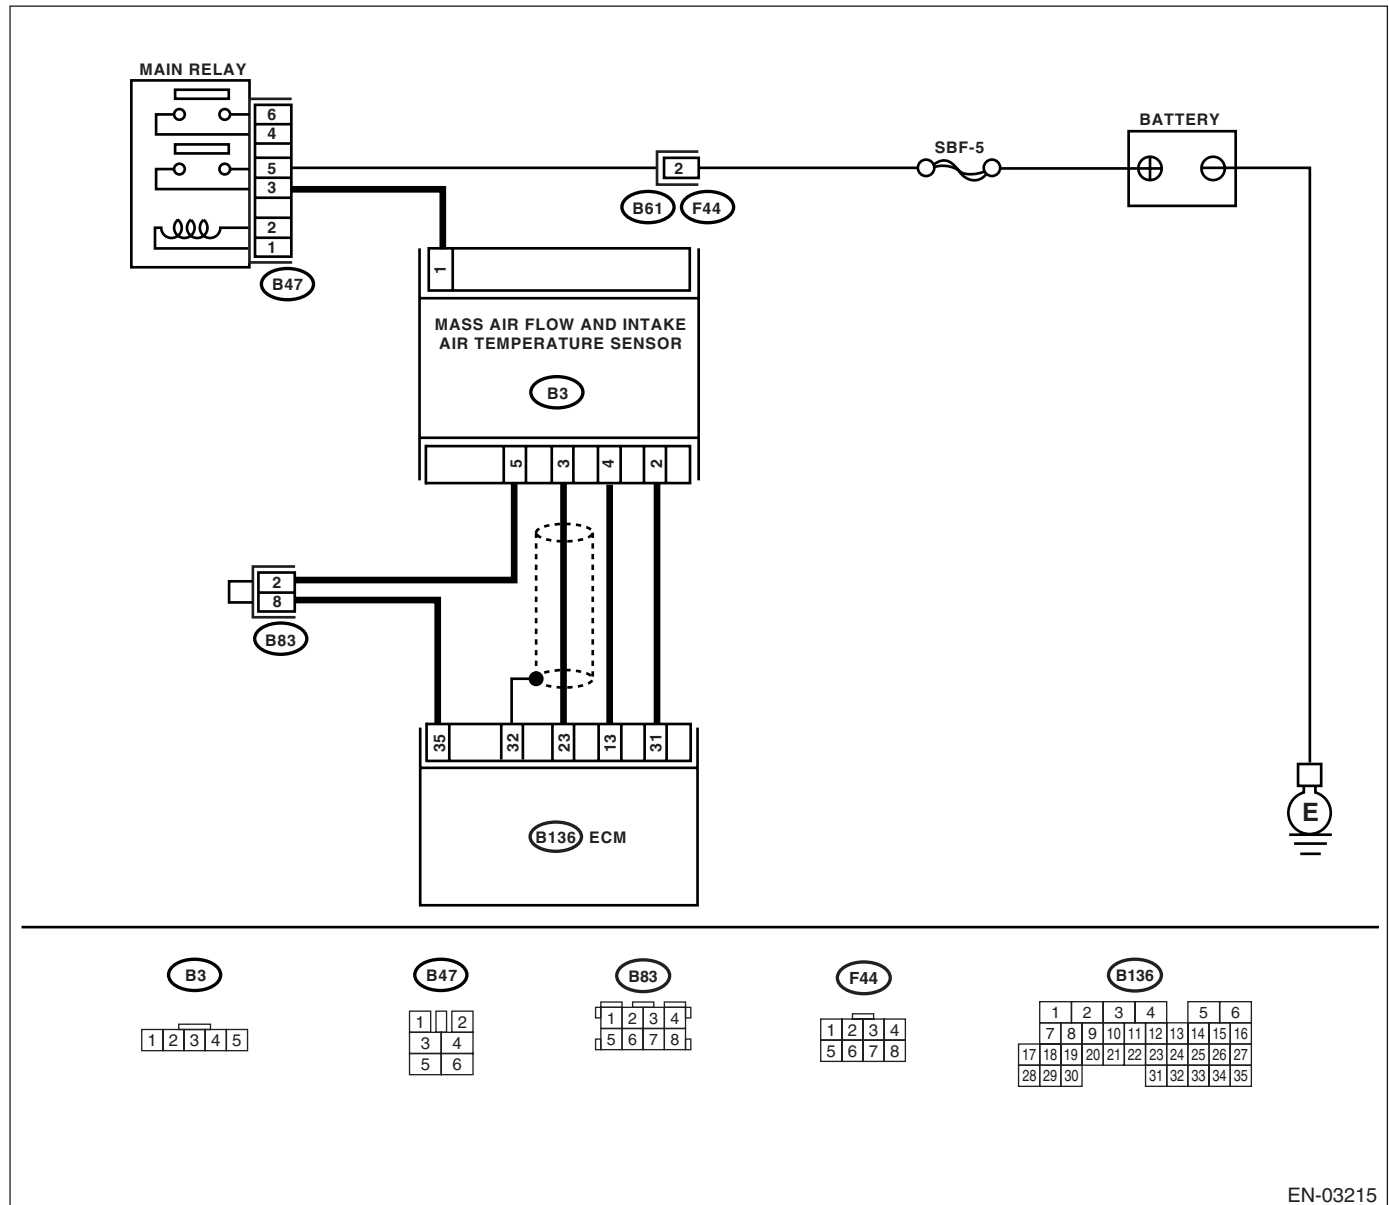 MAIN RELAY
6
4
5
3
2
1
B47
2
B61 F44
SBF-5
BATTERY
1
MASS AIR FLOW AND INTAKE
AIR TEMPERATURE SENSOR
B3
5 3 4 2
2
8
B83
35 32 23 13 31
B136 ECM
E
B3
1 2 3 4 5
B47
1 2
3 4
5 6
B83
1 2 3 4
5 6 7 8
F44
1 2 3 4
5 6 7 8
B136
1 2 3 4 5 6
7 8 9 10 11 12 13 14 15 16
17 18 19 20 21 22 23 24 25 26 27
28 29 30 31 32 33 34 35
EN-03215